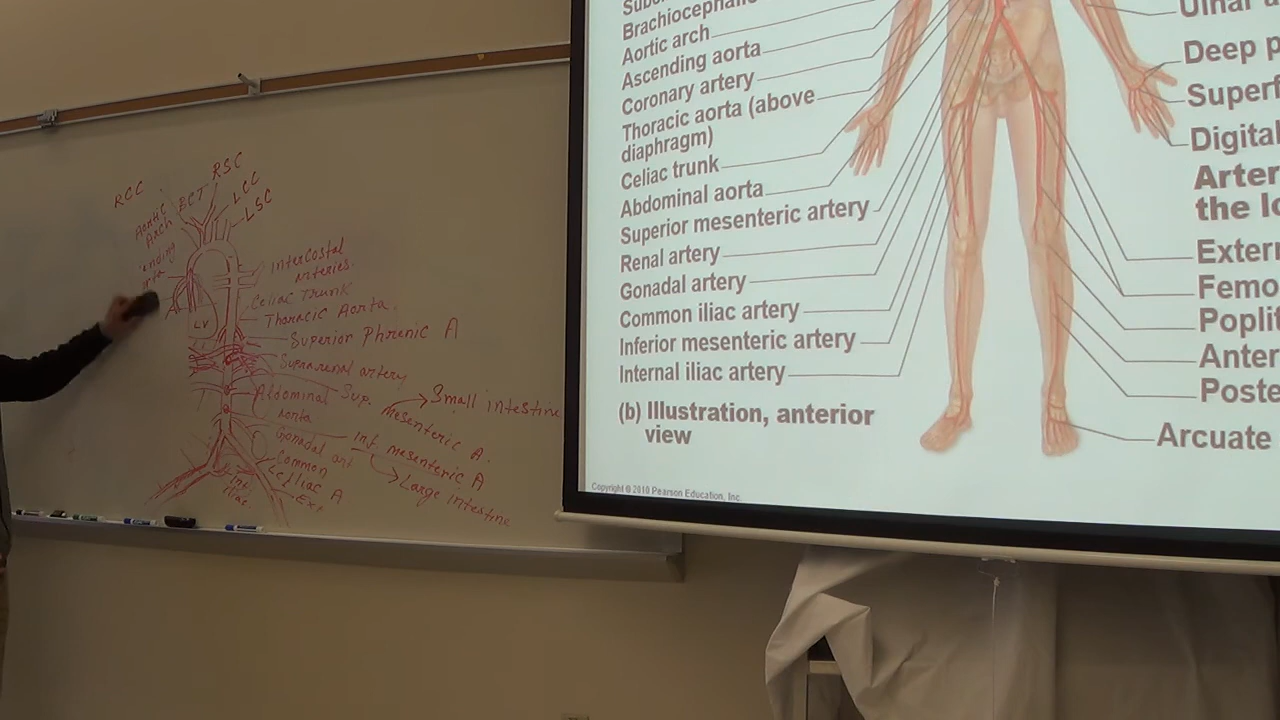 RSC
RCC
BCT
LCC
LSC
Aortic
Arch
Intercostal
arteries.
Celiac Trunk
Thoracic Aorta.
LV
Superior Phrenic A
Suprarenal artery
Abdominal
Aorta
Sup.
Mesenteric A.
Small intestine
Gonadal art
Inf mesenteric A
Large intestine
Common
Iliac A
Int
iliac
Ext
Brachiocephalic
Aortic arch
Ascending aorta
Coronary artery
Thoracic aorta (above
diaphragm)
Celiac trunk
Abdominal aorta
Superior mesenteric artery
Renal artery
Gonadal artery
Common iliac artery
Inferior mesenteric artery
Internal iliac artery
(b) Illustration, anterior
view
Copyright © 2010 Pearson Education, Inc.
Ulnar a
Deep p
Superf
Digital
Arter
the lo
Extern
Femo
Poplit
Anter
Poste
Arcuate